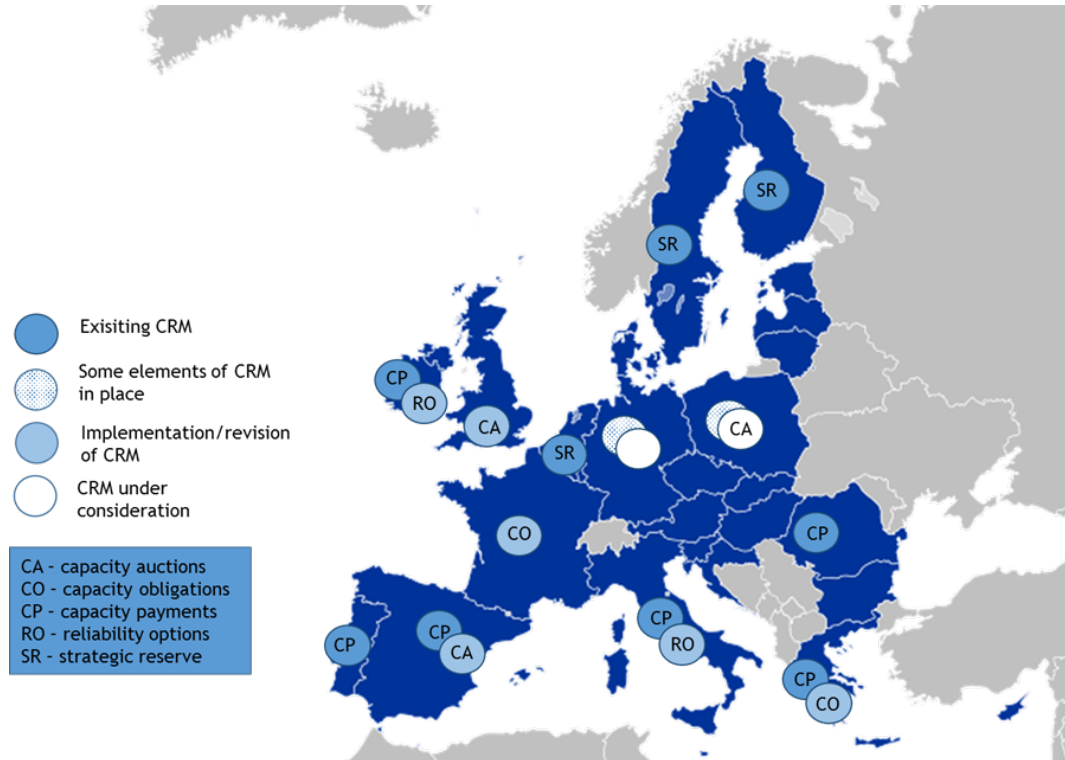 SR
SR
Exisiting CRM
Some elements of CRM
in place
Implementation/revision
of CRM
CRM under
consideration
CP
RO
CA
SR
CA
CO
CP
CA - capacity auctions
CO - capacity obligations
CP - capacity payments
RO - reliability options
SR - strategic reserve
CP
CP
CA
CP
RO
CP
CO